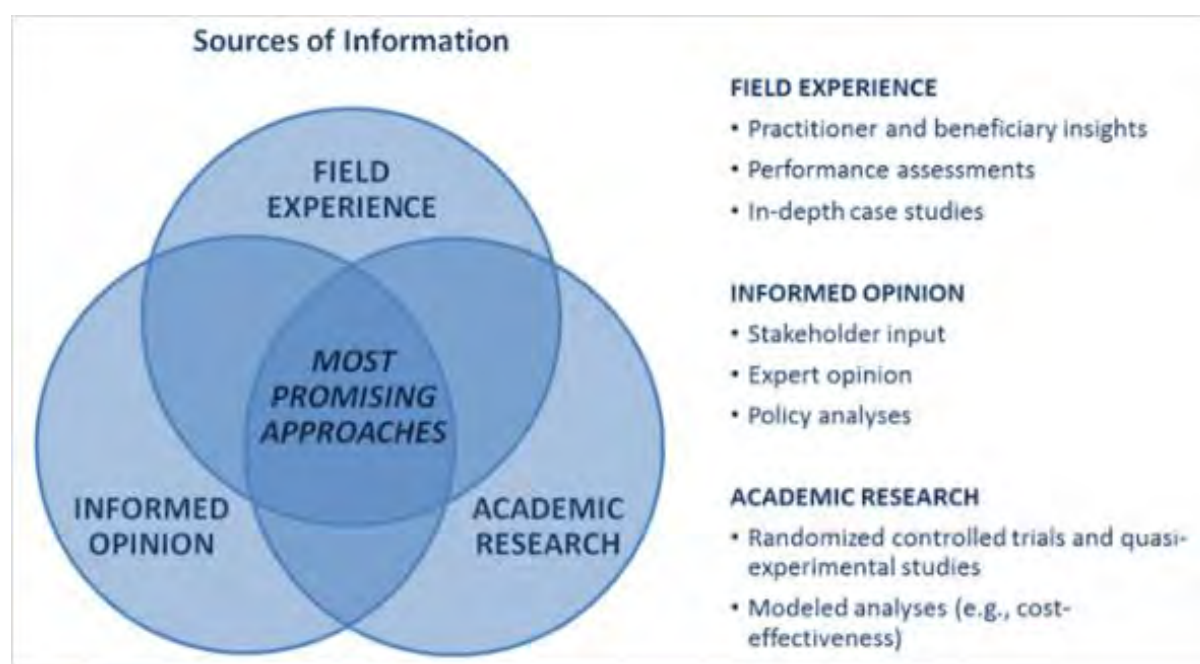 Sources of Information
FIELD
EXPERIENCE
MOST
PROMISING
APPROACHES
INFORMED
OPINION
ACADEMIC
RESEARCH
FIELD EXPERIENCE
• Practitioner and beneficiary insights
• Performance assessments
• In-depth case studies
INFORMED OPINION
• Stakeholder input
• Expert opinion
• Policy analyses
ACADEMIC RESEARCH
• Randomized controlled trials and quasi-
experimental studies
• Modeled analyses (e.g., cost-
effectiveness)